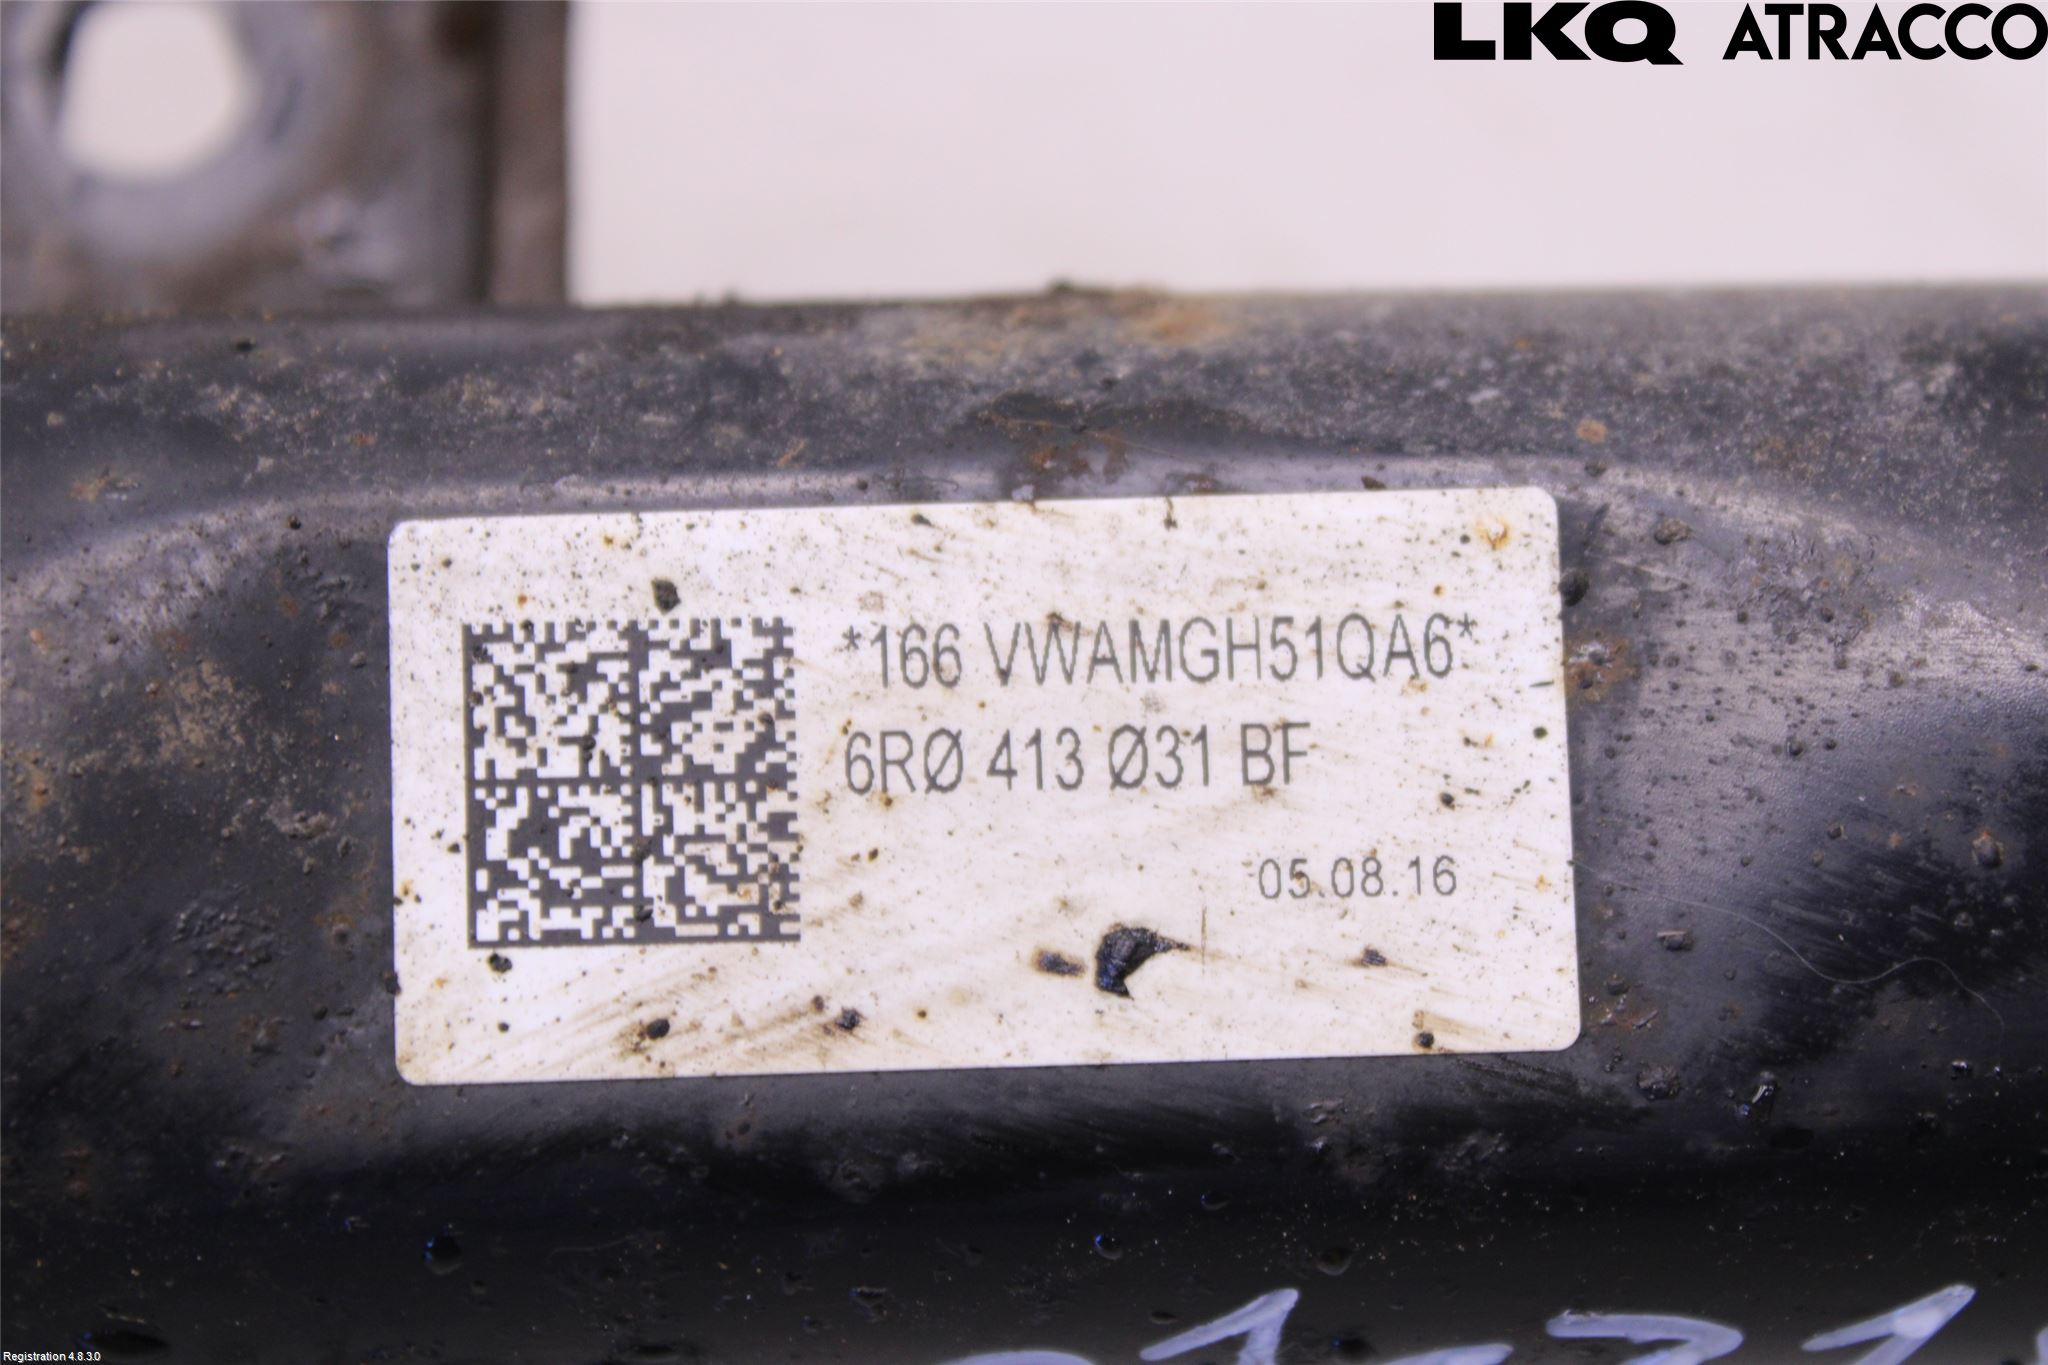 LKQ ATRACCO
*166 VWAMGH51QA6*
6RØ 413 Ø31 BF
05.08.16
Registration 4.8.3.0